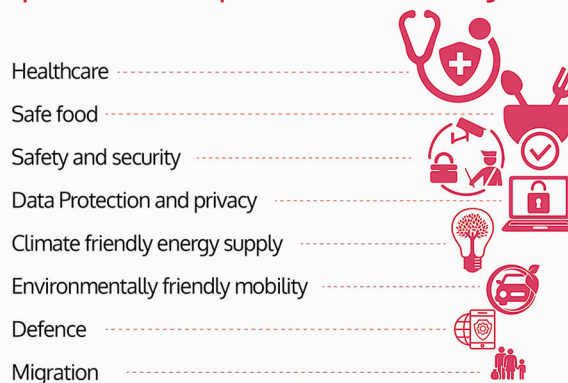 Healthcare
Safe food
Safety and security
Data Protection and privacy
Climate friendly energy supply
Environmentally friendly mobility
Defence
Migration